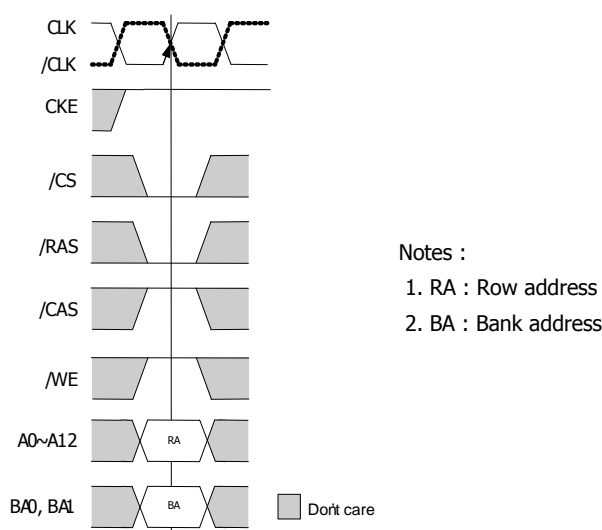 CLK
/CLK
CKE
/CS
/RAS
/CAS
/WE
A0~A12
RA
BA0, BA1
BA
Don't care
Notes :
1. RA : Row address
2. BA : Bank address